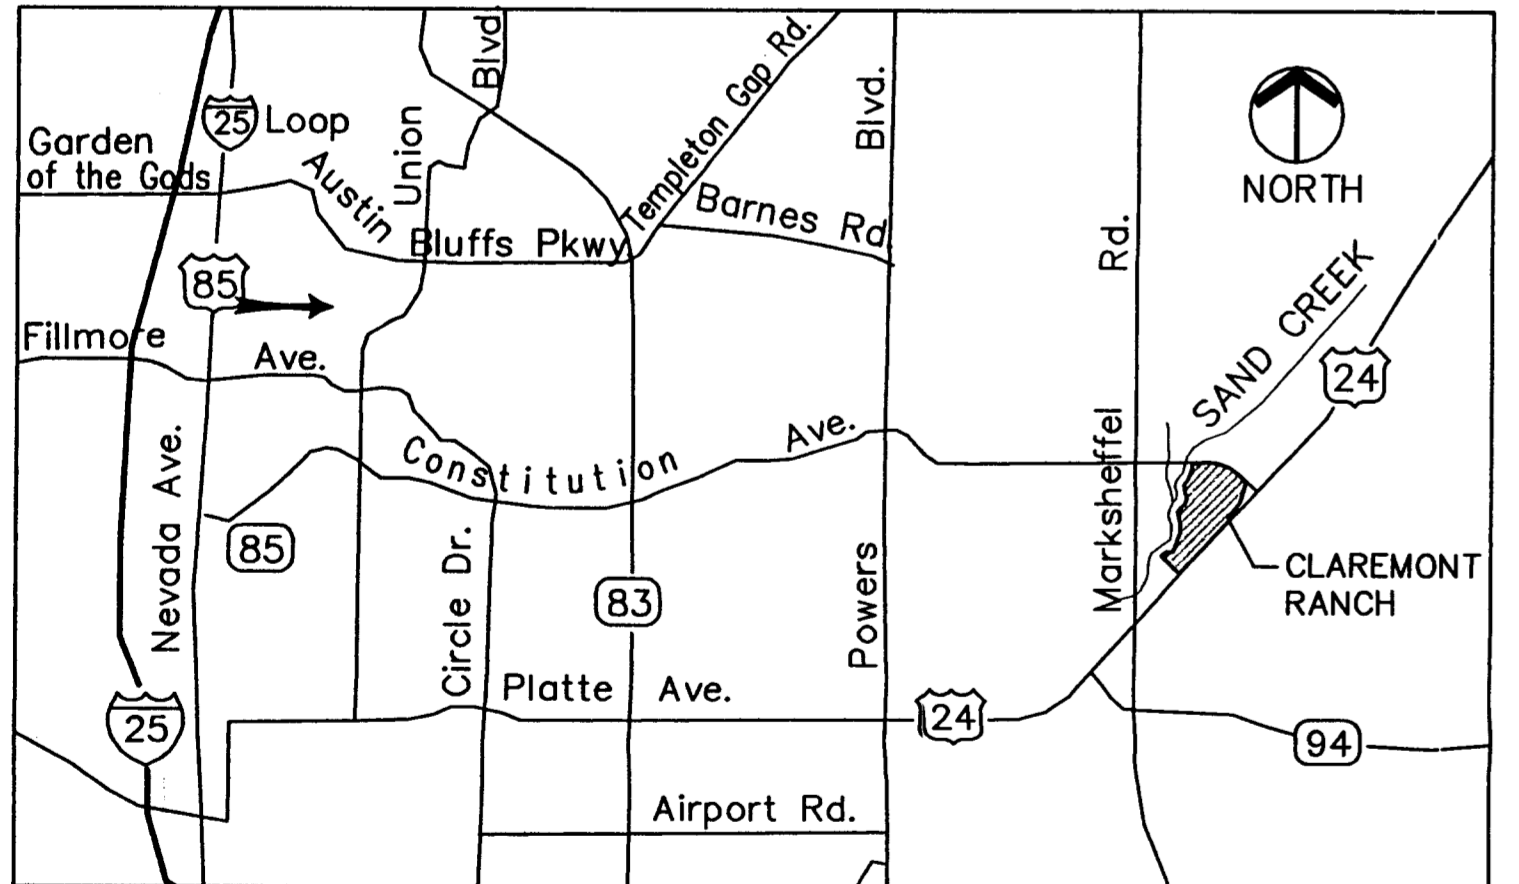 Blvd
Templeton Gap Rd.
Blvd.
25 Loop
Garden
of the Gods
Union
Austin
Bluffs Pkwy
Barnes Rd
NORTH
Rd.
85
SAND CREEK
Fillmore
Ave.
24
Nevada Ave.
Constitution
Ave.
Marksheffel
85
Circle Dr.
83
Powers
CLAREMONT
RANCH
Platte Ave.
25
24
94
Airport Rd.